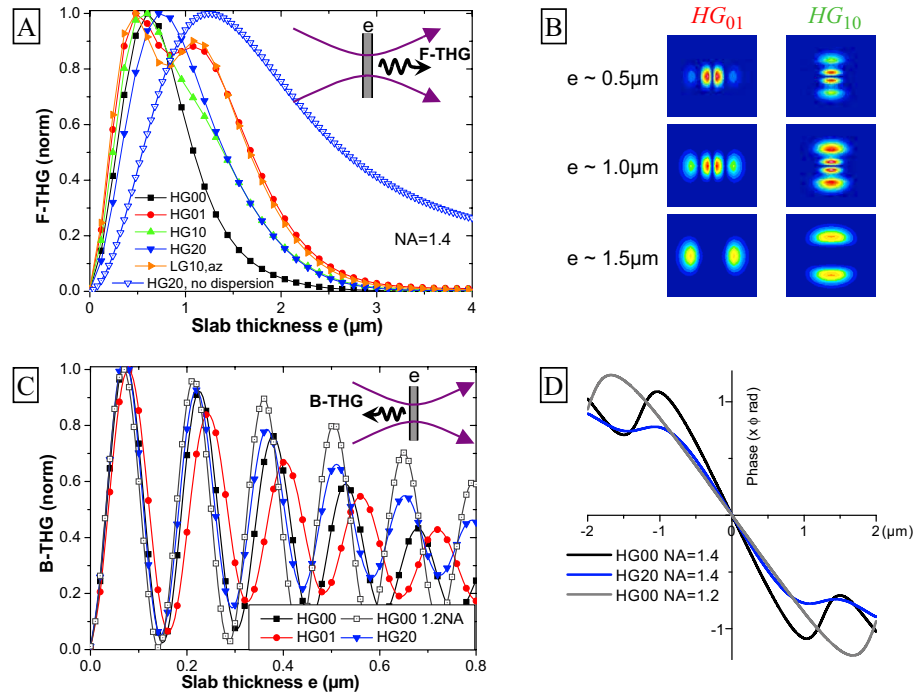 A
F-THG (norm)
1.0
0.8
0.6
0.4
0.2
0.0
e
F-THG
HG00
HG01
HG10
HG20
LG10,az
HG20, no dispersion
NA=1.4
0 1 2 3 4
Slab thickness e (µm)
B
HG01 HG10
e ~ 0.5µm
e ~ 1.0µm
e ~ 1.5µm
C
B-THG (norm)
1.0
0.8
0.6
0.4
0.2
0.0
e
B-THG
HG00 HG00 1.2NA
HG01 HG20
0.0 0.2 0.4 0.6 0.8
Slab thickness e (µm)
D
Phase (x ϕ rad)
1
-2 -1 0 1 2 (µm)
-1
HG00 NA=1.4
HG20 NA=1.4
HG00 NA=1.2